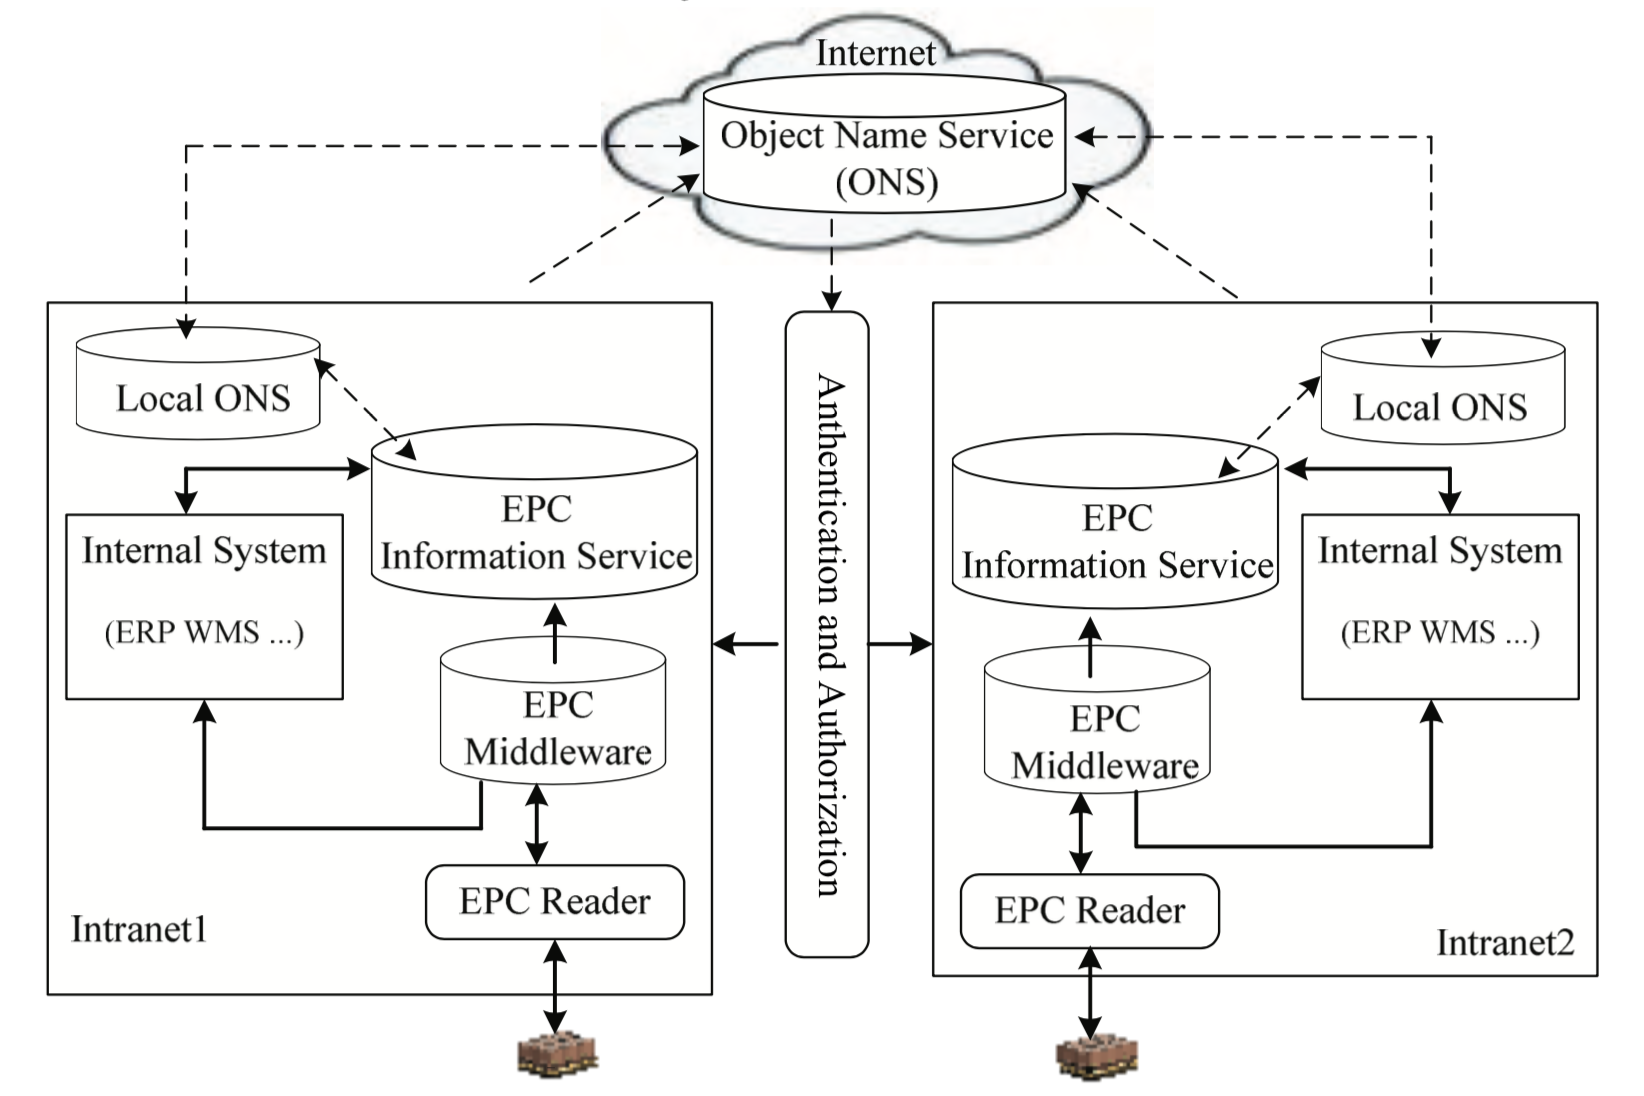 Internet
Object Name Service
(ONS)
Local ONS
EPC
Information Service
Internal System
(ERP WMS ...)
EPC
Middleware
EPC Reader
Intranet1
Anthentication and Authorization
Local ONS
EPC
Information Service
Internal System
(ERP WMS ...)
EPC
Middleware
EPC Reader
Intranet2